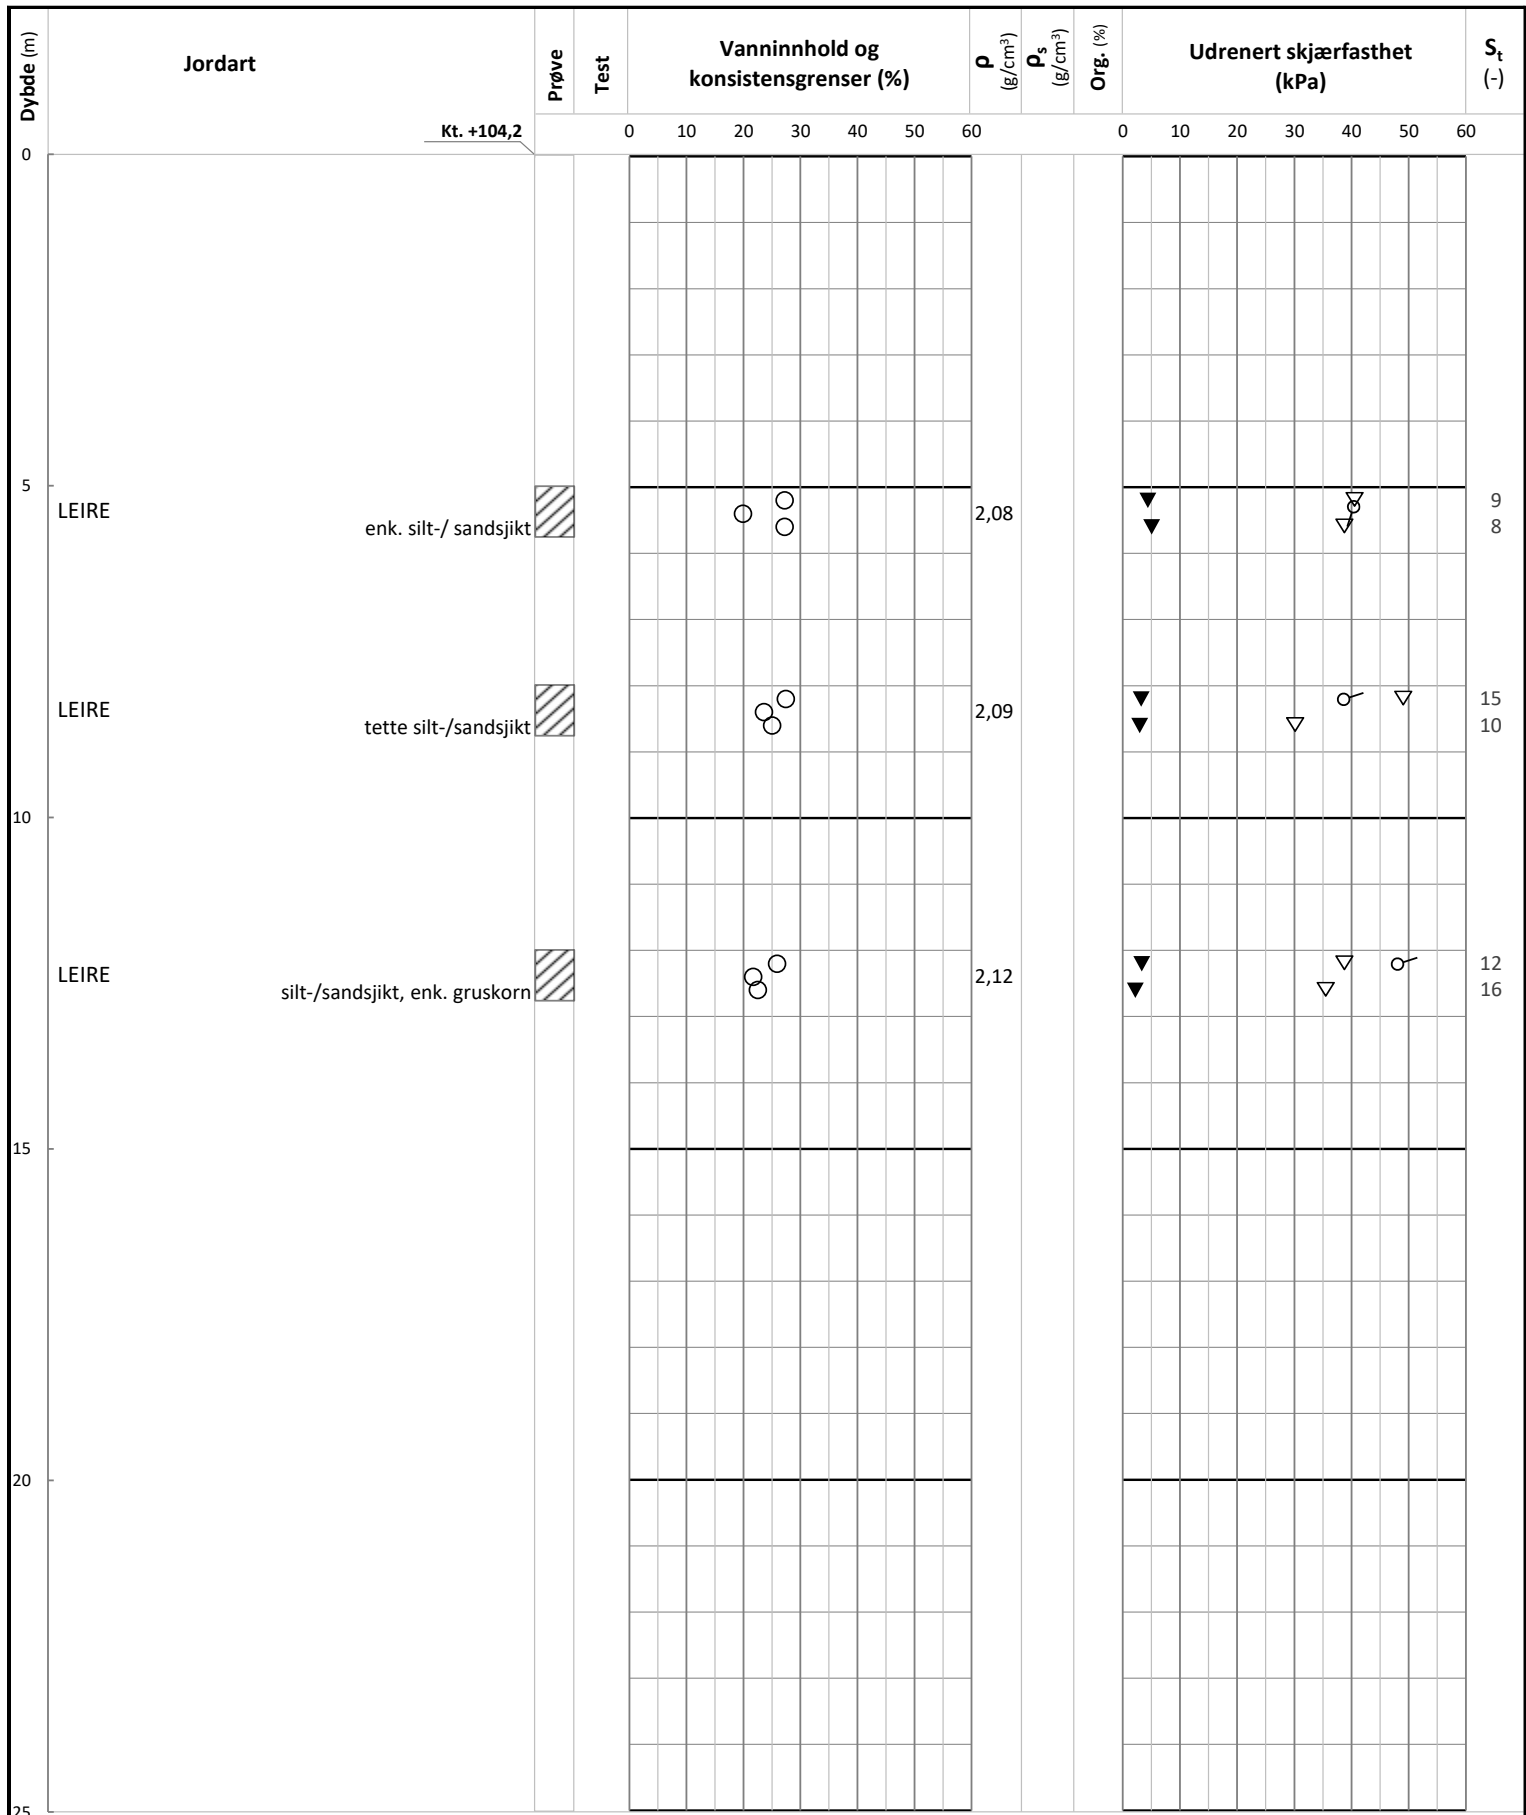 Dybde (m)
Jordart
Prøve
Test
Vanninnhold og
konsistensgrenser (%)
ρ
(g/cm³)
ρs
(g/cm³)
Org. (%)
Udrenert skjærfasthet
(kPa)
St
(-)
Kt. +104,2
0 10 20 30 40 50 60
0 10 20 30 40 50 60
0
5
LEIRE
enk. silt-/ sandsjikt
2,08
9
8
LEIRE
tette silt-/sandsjikt
2,09
15
10
10
LEIRE
silt-/sandsjikt, enk. gruskorn
2,12
12
16
15
20
25